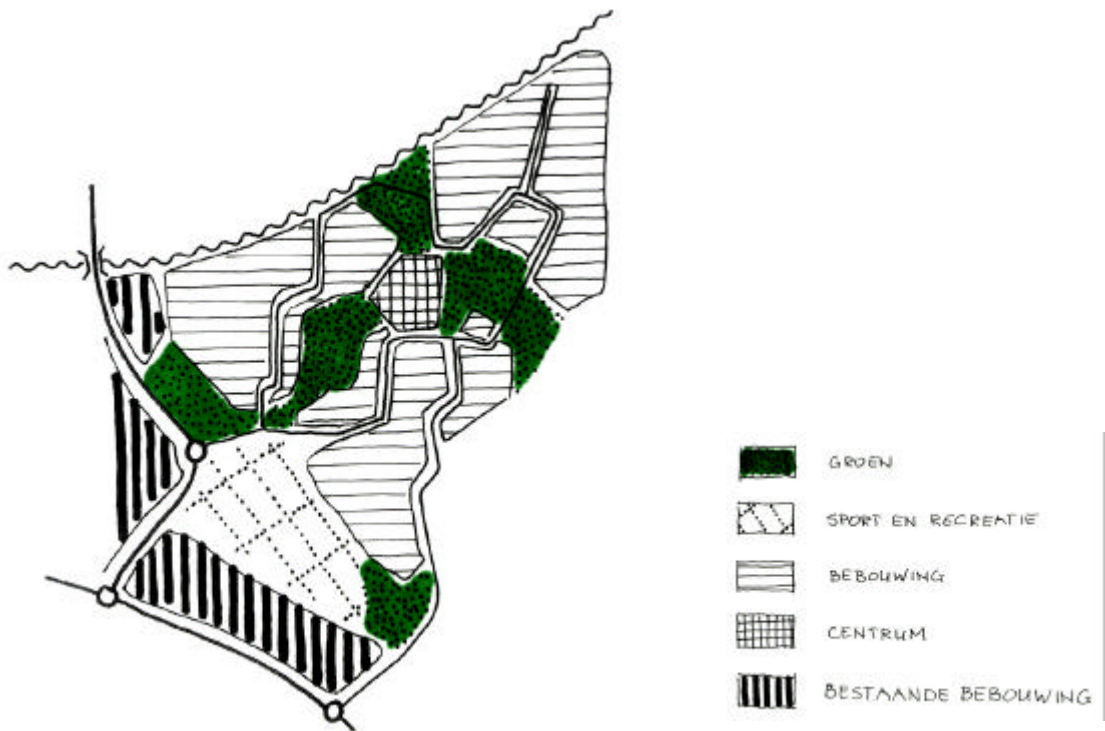 GROEN
SPORT EN RECREATIE
BEBOUWING
CENTRUM
BESTAANDE BEBOUWING